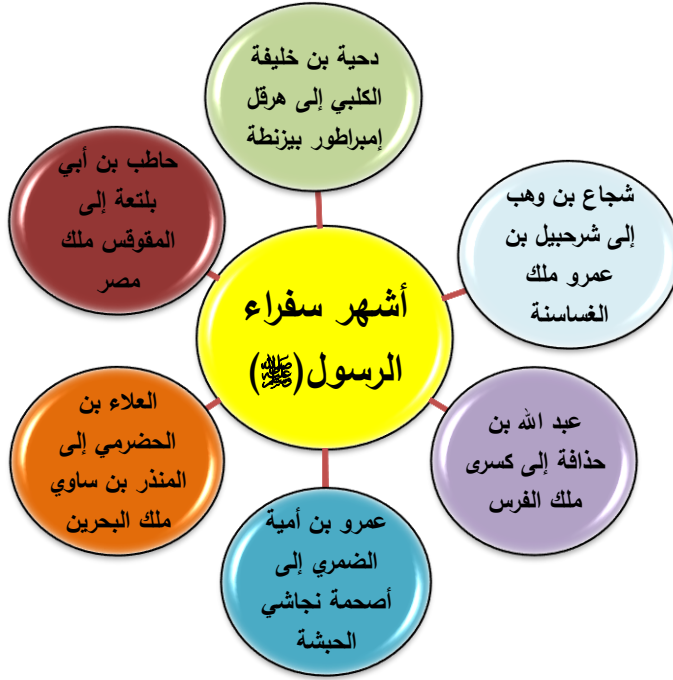 أشهر سفراء
الرسول(ﷺ)
دحية بن خليفة
الكلبي إلى هرقل
إمبراطور بيزنطة
شجاع بن وهب
إلى شرحبيل بن
عمرو ملك
الغساسنة
عبد الله بن
حذافة إلى كسرى
ملك الفرس
عمرو بن أمية
الضمري إلى
أصحمة نجاشي
الحبشة
العلاء بن
الحضرمي إلى
المنذر بن ساوي
ملك البحرين
حاطب بن أبي
بلتعة إلى
المقوقس ملك
مصر